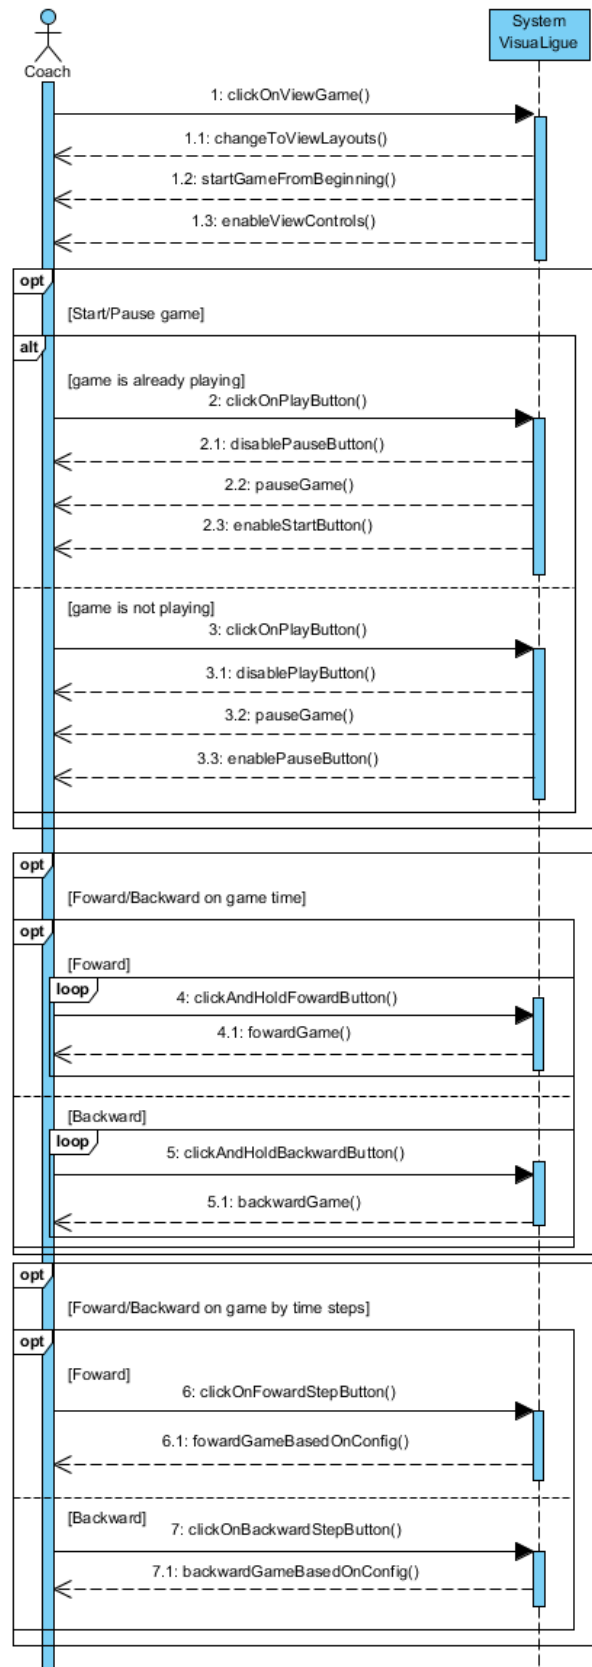 System
VisuaLigue
Coach
1: clickOnViewGame()
1.1: changeToViewLayouts()
1.2: startGameFromBeginning()
1.3: enableViewControls()
opt
[Start/Pause game]
alt
[game is already playing]
2: clickOnPlayButton()
2.1: disablePauseButton()
2.2: pauseGame()
2.3: enableStartButton()
[game is not playing]
3: clickOnPlayButton()
3.1: disablePlayButton()
3.2: pauseGame()
3.3: enablePauseButton()
opt
[Foward/Backward on game time]
opt
[Foward]
loop
4: clickAndHoldFowardButton()
4.1: fowardGame()
[Backward]
loop
5: clickAndHoldBackwardButton()
5.1: backwardGame()
opt
[Foward/Backward on game by time steps]
opt
[Foward]
6: clickOnFowardStepButton()
6.1: fowardGameBasedOnConfig()
[Backward]
7: clickOnBackwardStepButton()
7.1: backwardGameBasedOnConfig()